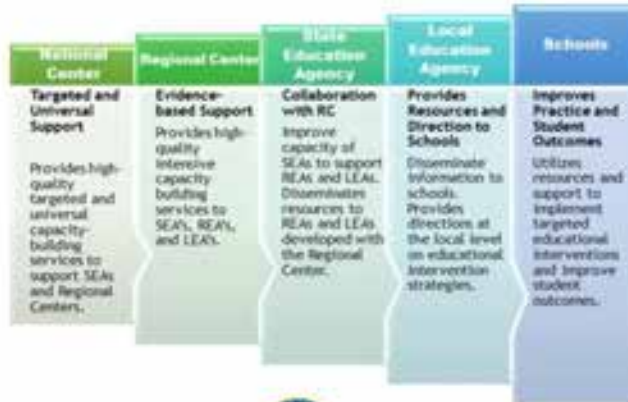 National
Center
Targeted and
Universal
Support
Provides high-
quality
targeted and
universal
capacity-
building
services to
support SEAs
and Regional
Centers.
Regional Center
Evidence-
based Support
Provides high-
quality
intensive
capacity
building
services to
SEA's, REA's,
and LEA's.
State
Education
Agency
Collaboration
with RC
Improve
capacity of
SEAs to support
REAs and LEAs.
Disseminates
resources to
REAs and LEAs
developed with
the Regional
Center.
Local
Education
Agency
Provides
Resources and
Direction to
Schools
Disseminate
information to
schools.
Provides
directions at
the local level
on educational
intervention
strategies.
Schools
Improves
Practice and
Student
Outcomes
Utilizes
resources and
support to
implement
targeted
educational
interventions
and improve
student
outcomes.